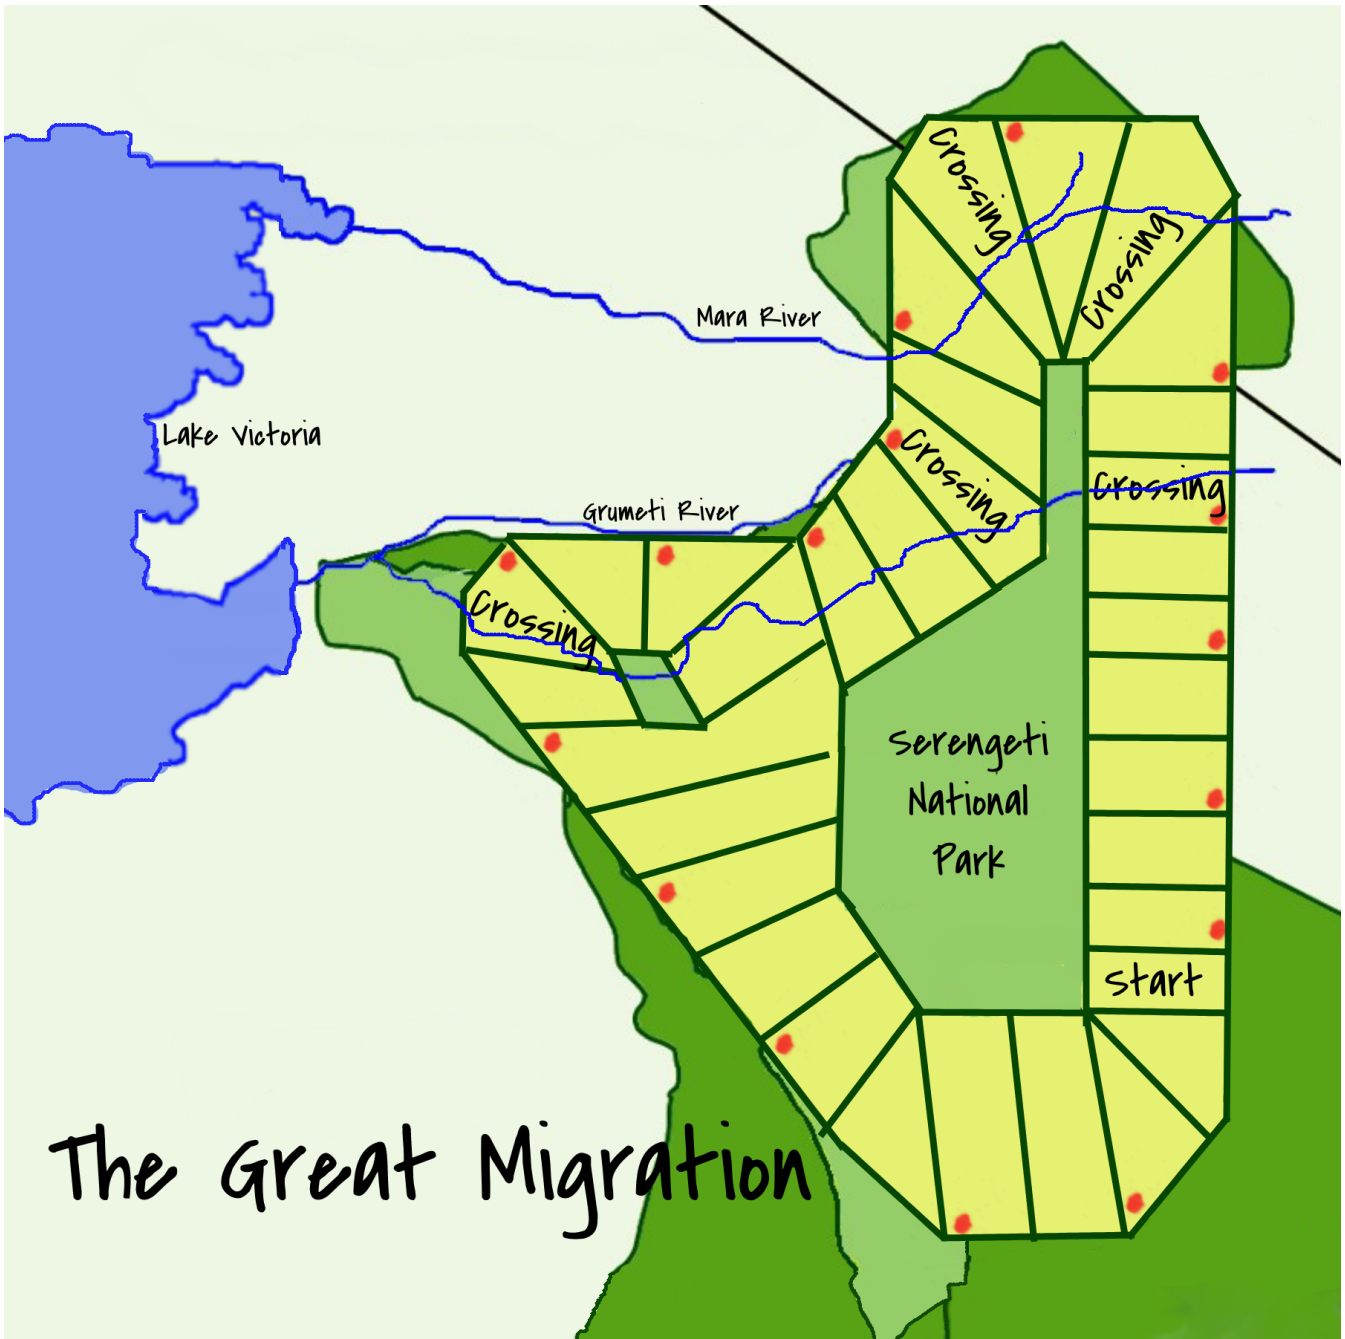 Crossing
Crossing
Mara River
Lake Victoria
Crossing
Crossing
Grumeti River
Crossing
Serengeti
National
Park
Start
The Great Migration